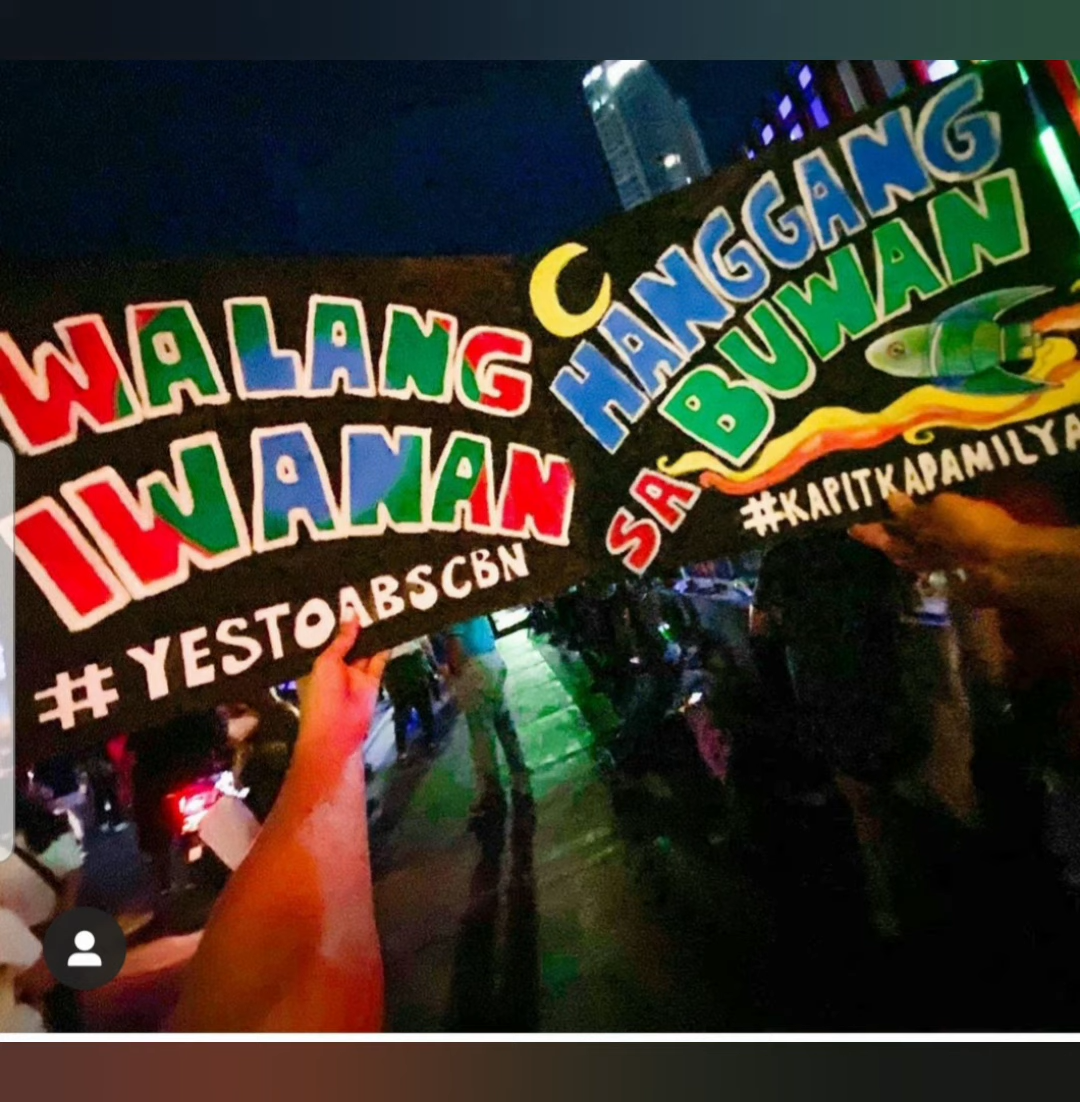 WALANG
IWANAN
#YESTOABSCBN
HANGGANG
SA BUWAN
#KAPITKAPAMILYA